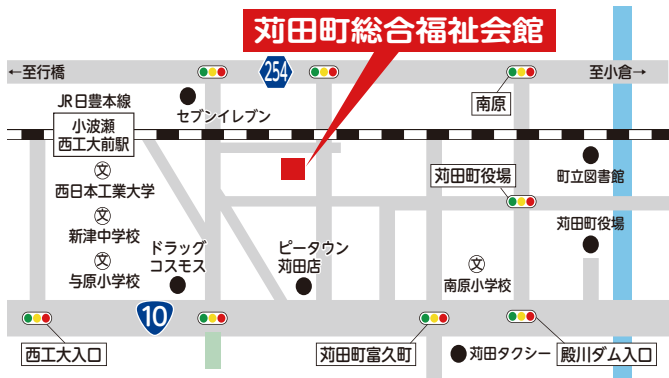 苅田町総合福祉会館
←至行橋
254
至小倉→
JR日豊本線
セブンイレブン
南原
小波瀬
西工大前駅
文
西日本工業大学
苅田町役場
町立図書館
文
新津中学校
苅田町役場
ドラッグ
コスモス
ピータウン
苅田店
文
与原小学校
文
南原小学校
10
西工大入口
苅田町富久町
苅田タクシー
殿川ダム入口